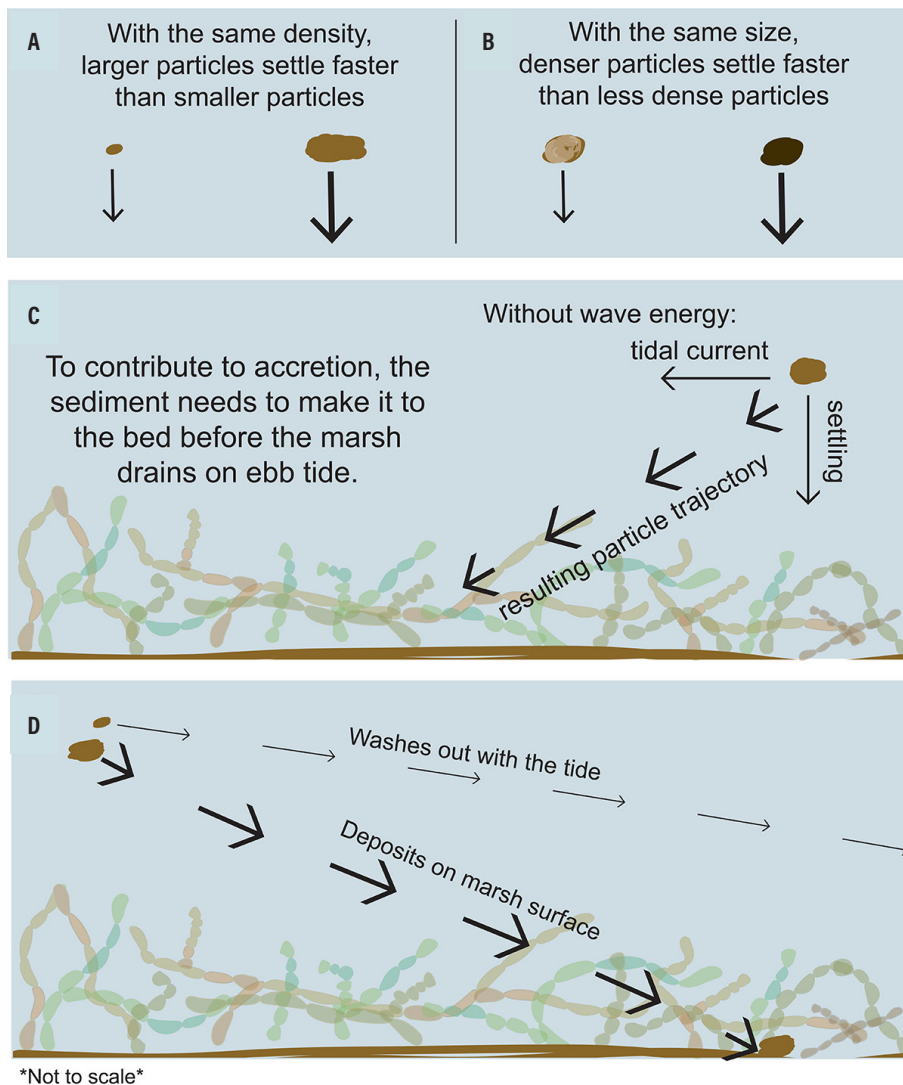 A
With the same density,
larger particles settle faster
than smaller particles
B
With the same size,
denser particles settle faster
than less dense particles
C
To contribute to accretion, the
sediment needs to make it to
the bed before the marsh
drains on ebb tide.
Without wave energy:
tidal current
settling
resulting particle trajectory
D
Washes out with the tide
Deposits on marsh surface
*Not to scale*